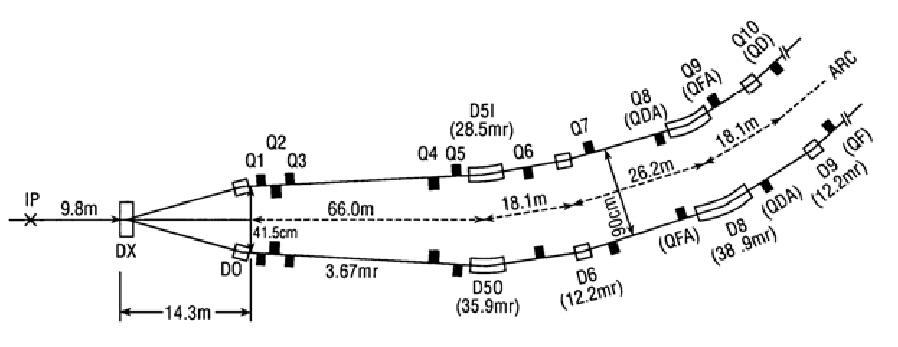 Q10
(QD)
Q9
(QFA)
ARC
Q8
(QDA)
D5I
(28.5mr)
Q7
18.1m
Q2
Q1
Q3
Q4
Q5
Q6
26.2m
IP
9.8m
66.0m
18.1m
90cm
(QF)
D9
(12.2mr)
(QDA)
41.5cm
DX
DO
3.67mr
(QFA)
D8
(38.9mr)
D5O
(35.9mr)
D6
(12.2mr)
14.3m